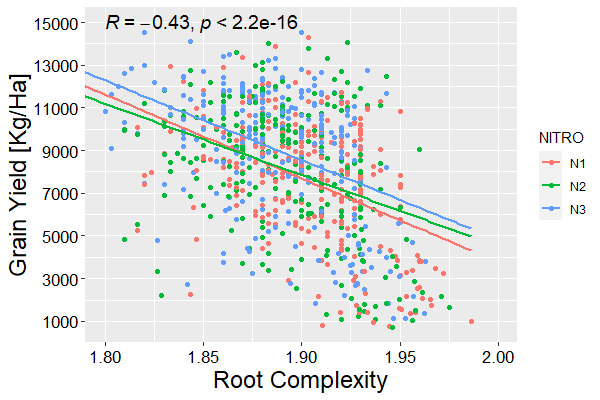 R = −0.43, p < 2.2e-16
15000
13000
11000
9000
7000
5000
3000
1000
Grain Yield [Kg/Ha]
1.80 1.85 1.90 1.95 2.00
Root Complexity
NITRO
N1
N2
N3